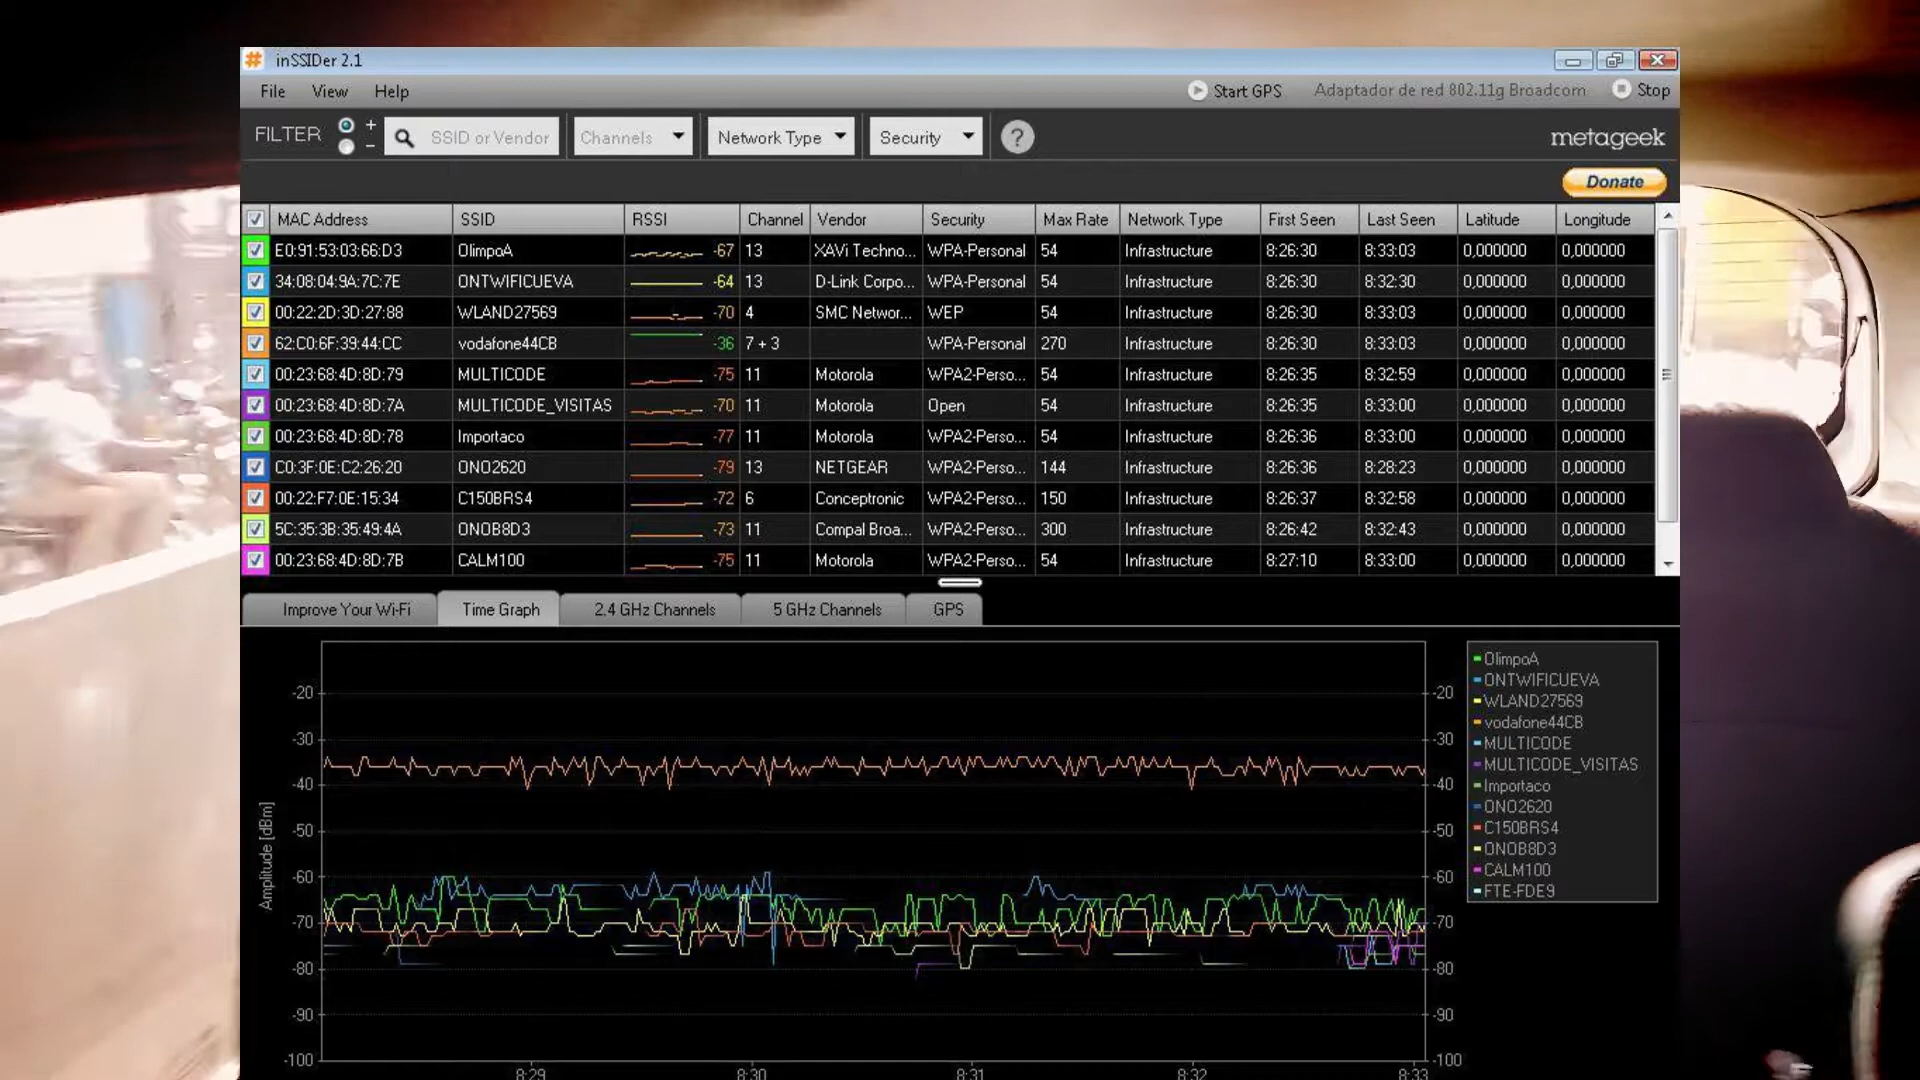 inSSIDer 2.1
File View Help Start GPS Adaptador de red 802.11g Broadcom Stop
FILTER + - SSID or Vendor Channels Network Type Security ? metageek
Donate
MAC Address SSID RSSI Channel Vendor Security Max Rate Network Type First Seen Last Seen Latitude Longitude
E0:91:53:03:66:D3 OlimpoA -67 13 XAVi Techno... WPA-Personal 54 Infrastructure 8:26:30 8:33:03 0,000000 0,000000
34:08:04:9A:7C:7E ONTWIFICUEVA -64 13 D-Link Corpo... WPA-Personal 54 Infrastructure 8:26:30 8:32:30 0,000000 0,000000
00:22:2D:3D:27:88 WLAND27569 -70 4 SMC Networ... WEP 54 Infrastructure 8:26:30 8:33:03 0,000000 0,000000
62:C0:6F:39:44:CC vodafone44CB -36 7 + 3 WPA-Personal 270 Infrastructure 8:26:30 8:33:03 0,000000 0,000000
00:23:68:4D:8D:79 MULTICODE -75 11 Motorola WPA2-Perso... 54 Infrastructure 8:26:35 8:32:59 0,000000 0,000000
00:23:68:4D:8D:7A MULTICODE_VISITAS -70 11 Motorola Open 54 Infrastructure 8:26:35 8:33:00 0,000000 0,000000
00:23:68:4D:8D:78 Importaco -77 11 Motorola WPA2-Perso... 54 Infrastructure 8:26:36 8:33:00 0,000000 0,000000
C0:3F:0E:C2:26:20 ONO2620 -79 13 NETGEAR WPA2-Perso... 144 Infrastructure 8:26:36 8:28:23 0,000000 0,000000
00:22:F7:0E:15:34 C150BRS4 -72 6 Conceptronic WPA2-Perso... 150 Infrastructure 8:26:37 8:32:58 0,000000 0,000000
5C:35:3B:35:49:4A ONOB8D3 -73 11 Compal Broa... WPA2-Perso... 300 Infrastructure 8:26:42 8:32:43 0,000000 0,000000
00:23:68:4D:8D:7B CALM100 -75 11 Motorola WPA2-Perso... 54 Infrastructure 8:27:10 8:33:00 0,000000 0,000000
Improve Your Wi-Fi Time Graph 2.4 GHz Channels 5 GHz Channels GPS
Amplitude [dBm]
-20 -20
-30 -30
-40 -40
-50 -50
-60 -60
-70 -70
-80 -80
-90 -90
-100 -100
8:29 8:30 8:31 8:32 8:33
OlimpoA
ONTWIFICUEVA
WLAND27569
vodafone44CB
MULTICODE
MULTICODE_VISITAS
Importaco
ONO2620
C150BRS4
ONOB8D3
CALM100
FTE-FDE9